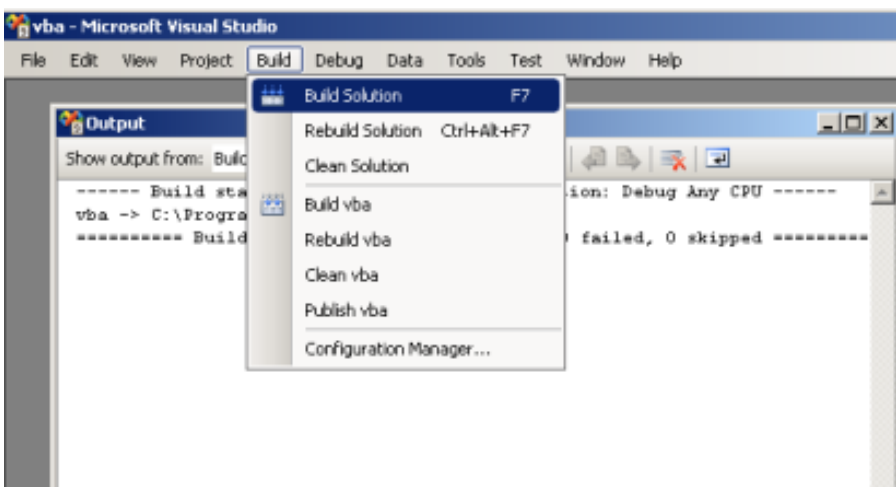 vba - Microsoft Visual Studio
File Edit View Project Build Debug Data Tools Test Window Help
Build Solution F7
Output
Rebuild Solution Ctrl+Alt+F7
Show output from: Build
Clean Solution
------ Build sta
ion: Debug Any CPU ------
Build vba
vba -> C:\Progra
========== Build
failed, 0 skipped =========
Rebuild vba
Clean vba
Publish vba
Configuration Manager...